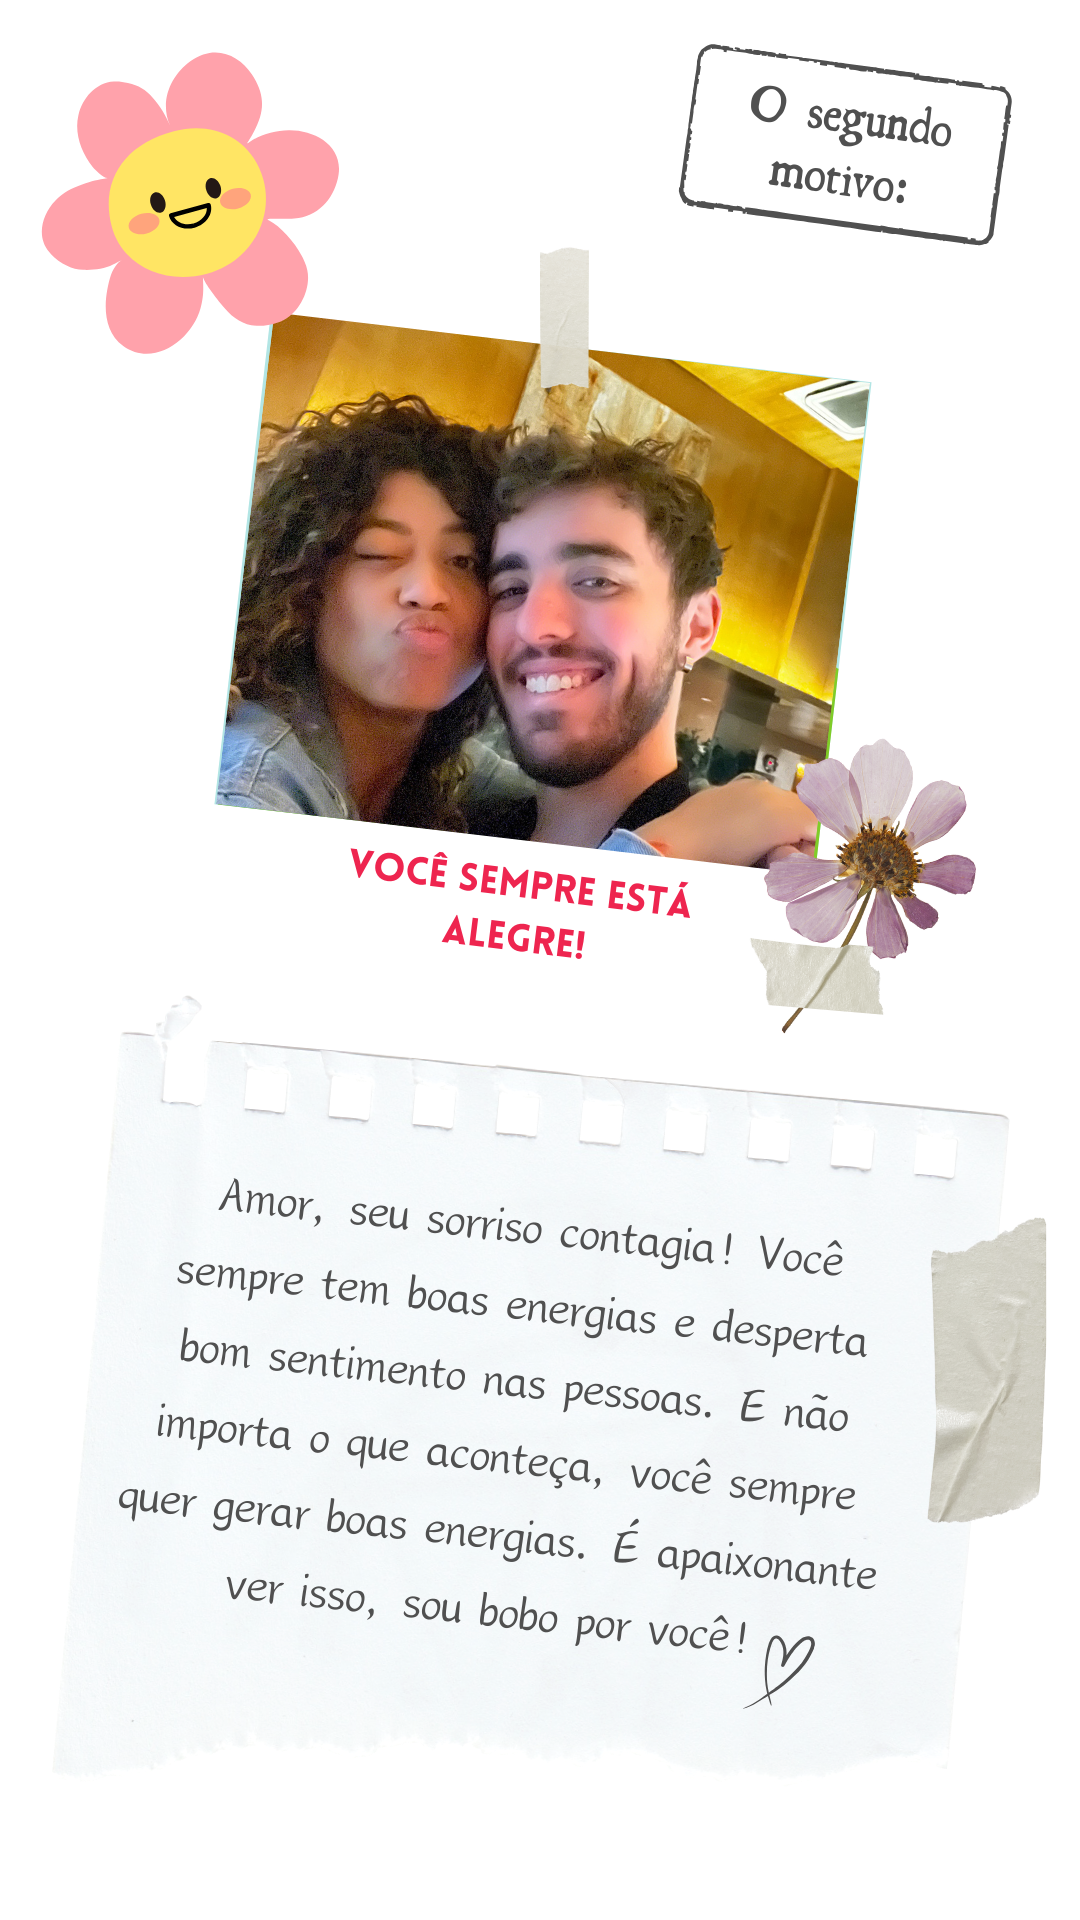 O segundo
motivo:
VOCÊ SEMPRE ESTÁ
ALEGRE!
Amor, seu sorriso contagia! Você
sempre tem boas energias e desperta
bom sentimento nas pessoas. E não
importa o que aconteça, você sempre
quer gerar boas energias. É apaixonante
ver isso, sou bobo por você!